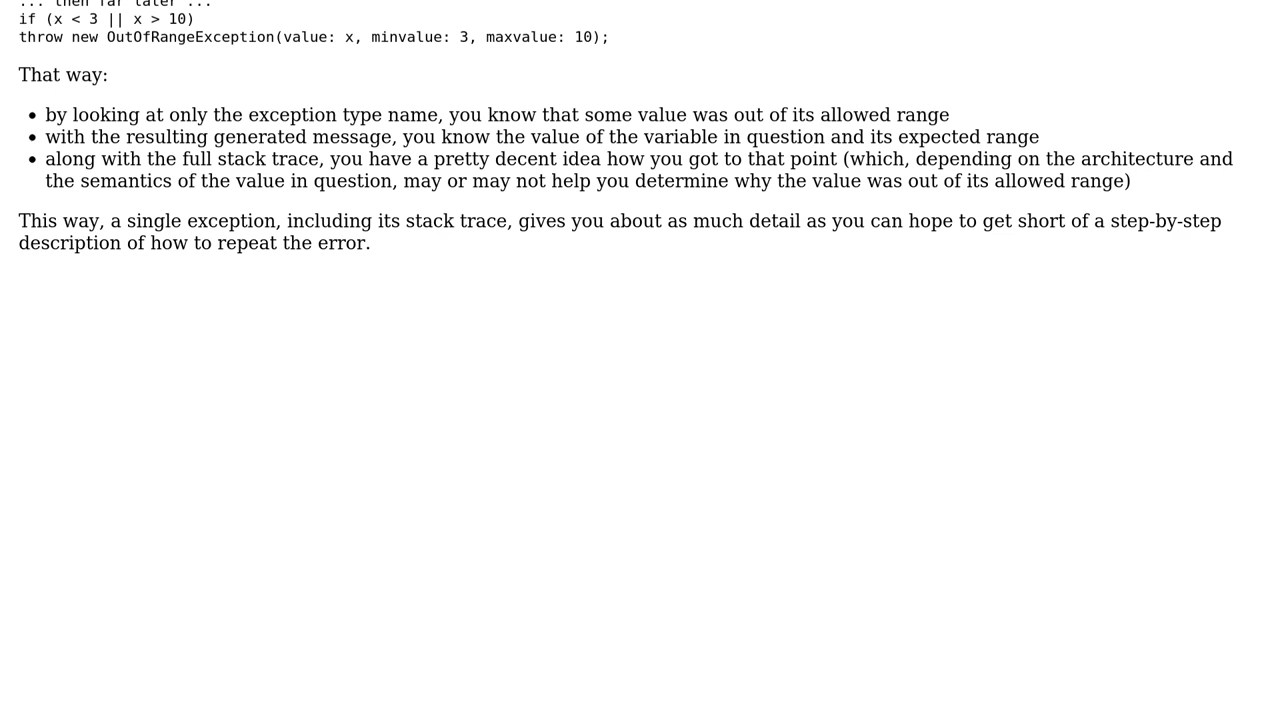 ... then far later ...
if (x < 3 || x > 10)
throw new OutOfRangeException(value: x, minvalue: 3, maxvalue: 10);
That way:
• by looking at only the exception type name, you know that some value was out of its allowed range
• with the resulting generated message, you know the value of the variable in question and its expected range
• along with the full stack trace, you have a pretty decent idea how you got to that point (which, depending on the architecture and
the semantics of the value in question, may or may not help you determine why the value was out of its allowed range)
This way, a single exception, including its stack trace, gives you about as much detail as you can hope to get short of a step-by-step
description of how to repeat the error.